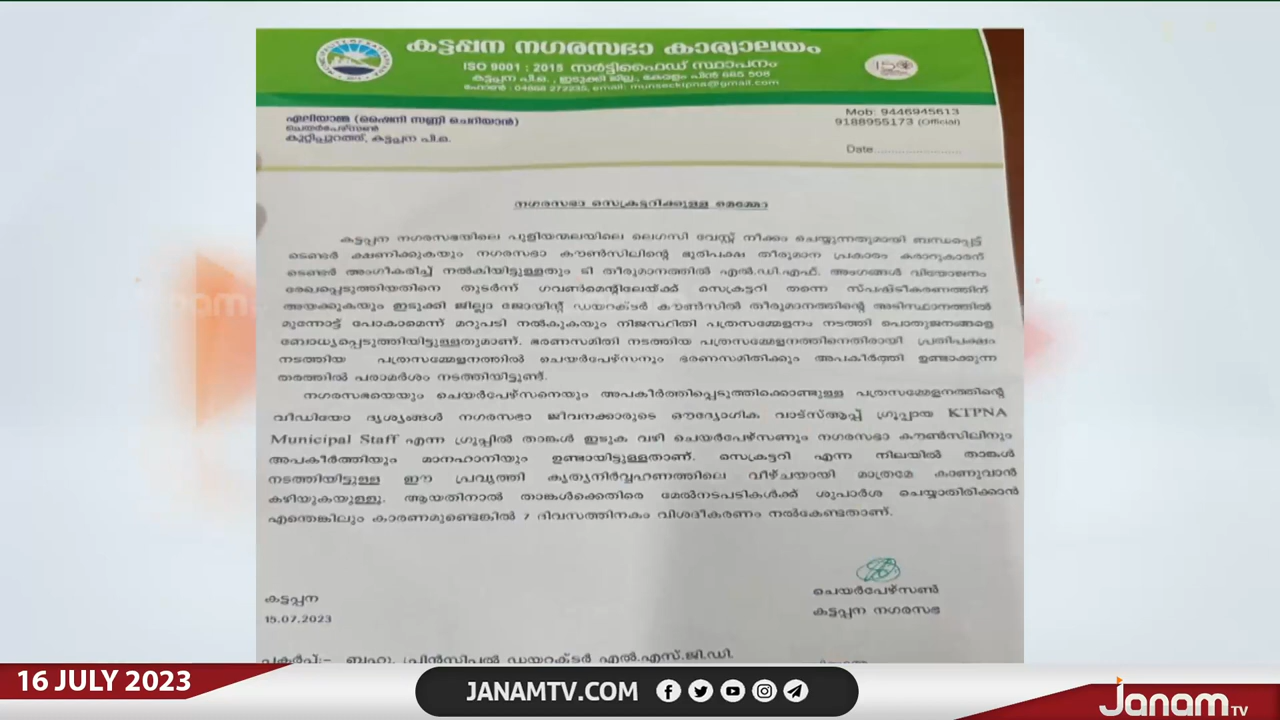 കട്ടപ്പന നഗരസഭാ കാര്യാലയം
ISO 9001 : 2015 സർട്ടിഫൈഡ് സ്ഥാപനം
കട്ടപ്പന പി.ഒ., ഇടുക്കി ജില്ല, കേരളം പിൻ 685 508
ഫോൺ : 04868 272235, email: munsecktpna@gmail.com
ഏലിയാമ്മ (ഷൈനി സണ്ണി ചെറിയാൻ)
ചെയർപേഴ്സൺ
കുറ്റിപ്പുറത്ത്, കട്ടപ്പന പി.ഒ.
Mob: 9446945613
9188955173 (Official)
Date......................
നഗരസഭാ സെക്രട്ടറിക്കുള്ള മെമ്മോ
കട്ടപ്പന നഗരസഭയിലെ പുളിയന്മലയിലെ ലെഗസി വേസ്റ്റ് നീക്കം ചെയ്യുന്നതുമായി ബന്ധപ്പെട്ട്
ടെണ്ടർ ക്ഷണിക്കുകയും നഗരസഭാ കൗൺസിലിന്റെ ഭൂരിപക്ഷ തീരുമാന പ്രകാരം കരാറുകാരന്
ടെണ്ടർ അംഗീകരിച്ച് നൽകിയിട്ടുള്ളതും ടി തീരുമാനത്തിൽ എൽ.ഡി.എഫ്. അംഗങ്ങൾ വിയോജനം
രേഖപ്പെടുത്തിയതിനെ തുടർന്ന് ഗവൺമെന്റിലേയ്ക്ക് സെക്രട്ടറി തന്നെ സ്പഷ്ടീകരണത്തിന്
അയക്കുകയും ഇടുക്കി ജില്ലാ ജോയിന്റ് ഡയറക്ടർ കൗൺസിൽ തീരുമാനത്തിന്റെ അടിസ്ഥാനത്തിൽ
മുന്നോട്ട് പോകാമെന്ന് മറുപടി നൽകുകയും നിജസ്ഥിതി പത്രസമ്മേളനം നടത്തി പൊതുജനങ്ങളെ
ബോധ്യപ്പെടുത്തിയിട്ടുള്ളതുമാണ്. ഭരണസമിതി നടത്തിയ പത്രസമ്മേളനത്തിനെതിരായി പ്രതിപക്ഷം
നടത്തിയ പത്രസമ്മേളനത്തിൽ ചെയർപേഴ്സനും ഭരണസമിതിക്കും അപകീർത്തി ഉണ്ടാക്കുന്ന
തരത്തിൽ പരാമർശം നടത്തിയിട്ടുണ്ട്.
നഗരസഭയെയും ചെയർപേഴ്സനെയും അപകീർത്തിപ്പെടുത്തിക്കൊണ്ടുള്ള പത്രസമ്മേളനത്തിന്റെ
വീഡിയോ ദൃശ്യങ്ങൾ നഗരസഭാ ജീവനക്കാരുടെ ഔദ്യോഗിക വാട്സ്ആപ്പ് ഗ്രൂപ്പായ KTPNA
Municipal Staff എന്ന ഗ്രൂപ്പിൽ താങ്കൾ ഇടുക വഴി ചെയർപേഴ്സണും നഗരസഭാ കൗൺസിലിനും
അപകീർത്തിയും മാനഹാനിയും ഉണ്ടായിട്ടുള്ളതാണ്. സെക്രട്ടറി എന്ന നിലയിൽ താങ്കൾ
നടത്തിയിട്ടുള്ള ഈ പ്രവൃത്തി കൃത്യനിർവ്വഹണത്തിലെ വീഴ്ചയായി മാത്രമേ കാണുവാൻ
കഴിയുകയുള്ളൂ. ആയതിനാൽ താങ്കൾക്കെതിരെ മേൽനടപടികൾക്ക് ശുപാർശ ചെയ്യാതിരിക്കാൻ
എന്തെങ്കിലും കാരണമുണ്ടെങ്കിൽ 7 ദിവസത്തിനകം വിശദീകരണം നൽകേണ്ടതാണ്.
ചെയർപേഴ്സൺ
കട്ടപ്പന നഗരസഭ
കട്ടപ്പന
15.07.2023
പകർപ്പ്:- ബഹു. പ്രിൻസിപ്പൽ ഡയറക്ടർ എൽ.എസ്.ജി.ഡി.
16 JULY 2023
JANAMTV.COM
Janam TV